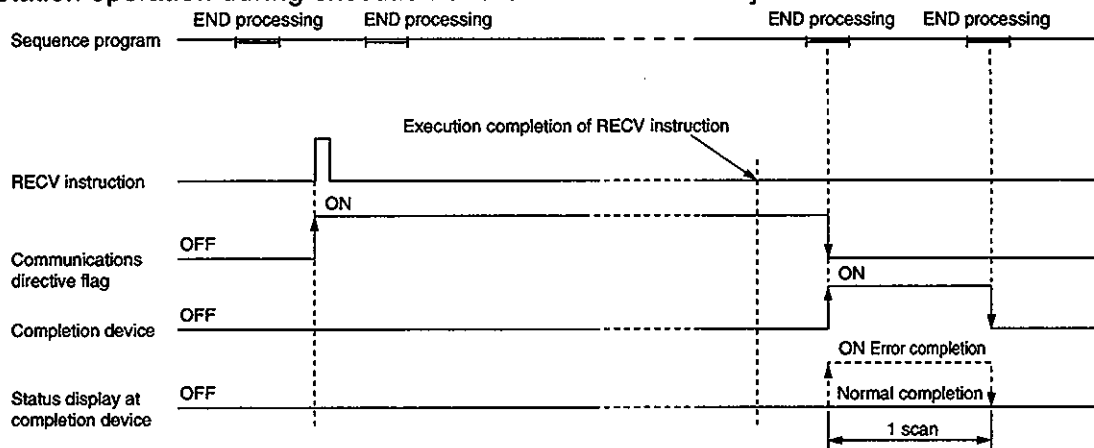 END processing END processing END processing END processing
Sequence program
Execution completion of RECV instruction
RECV instruction
ON
OFF
Communications
directive flag
ON
OFF
Completion device
ON Error completion
OFF
Status display at
completion device
Normal completion
1 scan